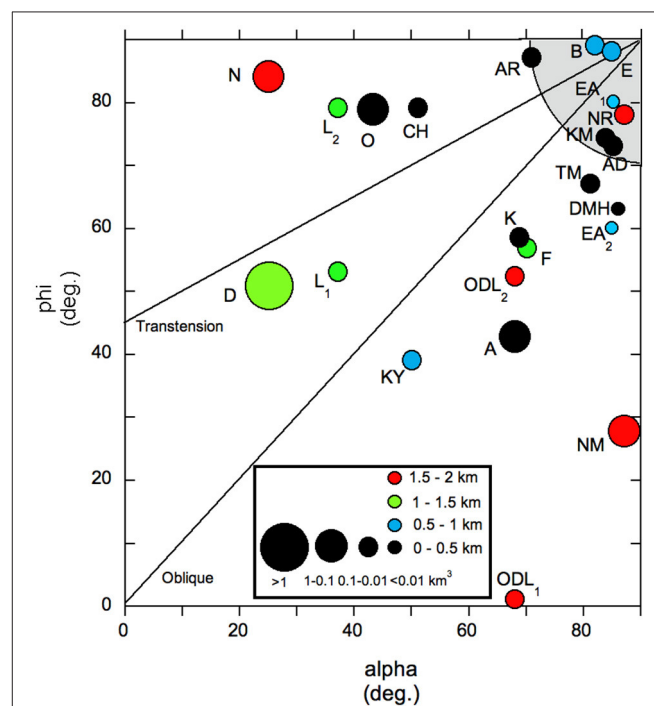 B
E
N
AR
EA1
NR
80
L2
O
CH
KM
AD
TM
DMH
60
K
EA2
F
D
L1
ODL2
phi
(deg.)
Transtension
A
40
KY
NM
20
1.5 - 2 km
1 - 1.5 km
0.5 - 1 km
0 - 0.5 km
>1 1-0.1 0.1-0.01 <0.01 km3
Oblique
ODL1
0
0 20 40 60 80
alpha
(deg.)